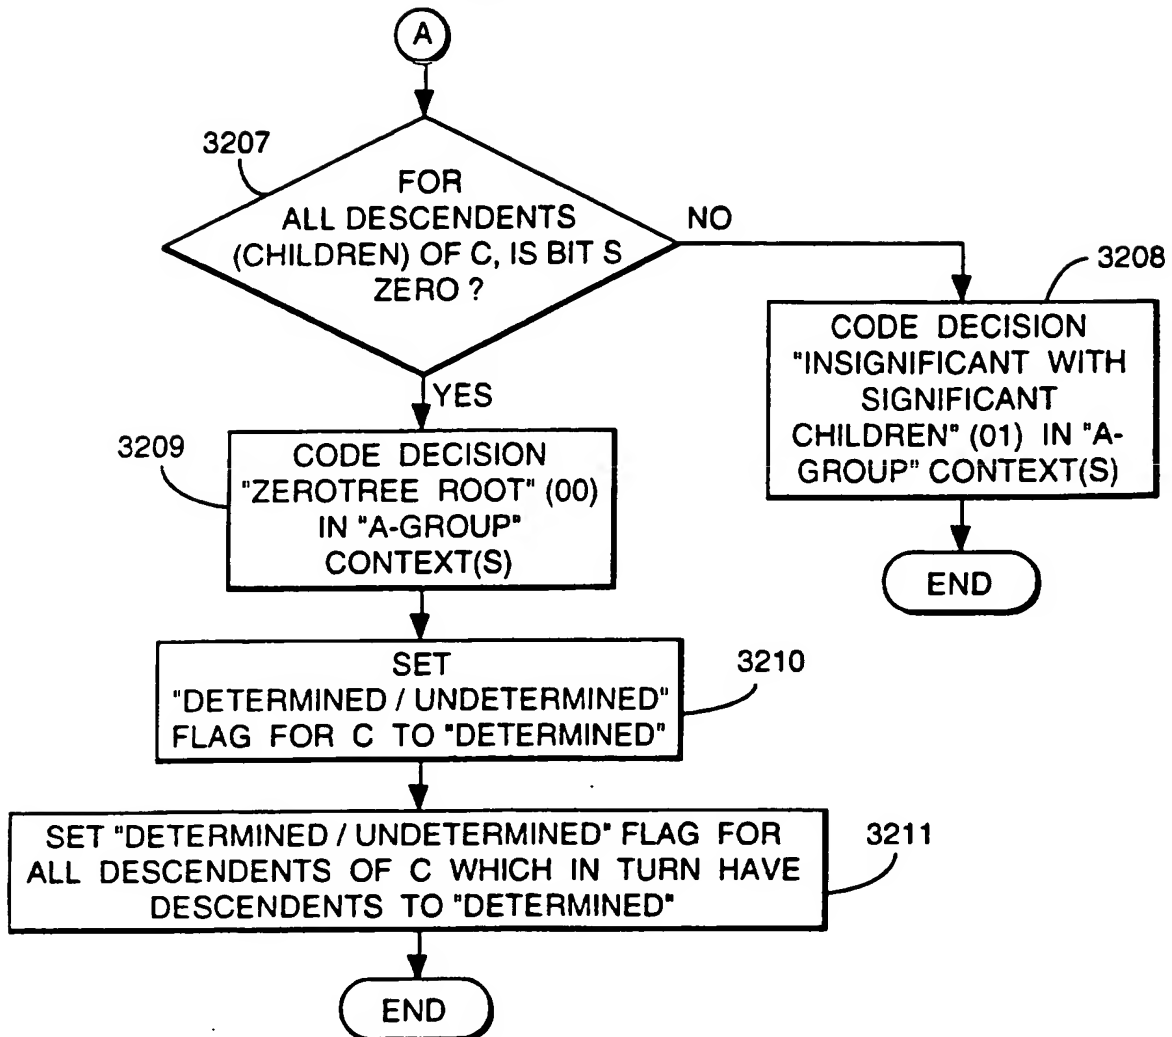 A
3207
FOR
ALL DESCENDENTS
(CHILDREN) OF C, IS BIT S
ZERO ?
NO
YES
3208
CODE DECISION
"INSIGNIFICANT WITH
SIGNIFICANT
CHILDREN" (01) IN "A-
GROUP" CONTEXT(S)
END
3209
CODE DECISION
"ZEROTREE ROOT" (00)
IN "A-GROUP"
CONTEXT(S)
3210
SET
"DETERMINED / UNDETERMINED"
FLAG FOR C TO "DETERMINED"
3211
SET "DETERMINED / UNDETERMINED" FLAG FOR
ALL DESCENDENTS OF C WHICH IN TURN HAVE
DESCENDENTS TO "DETERMINED"
END